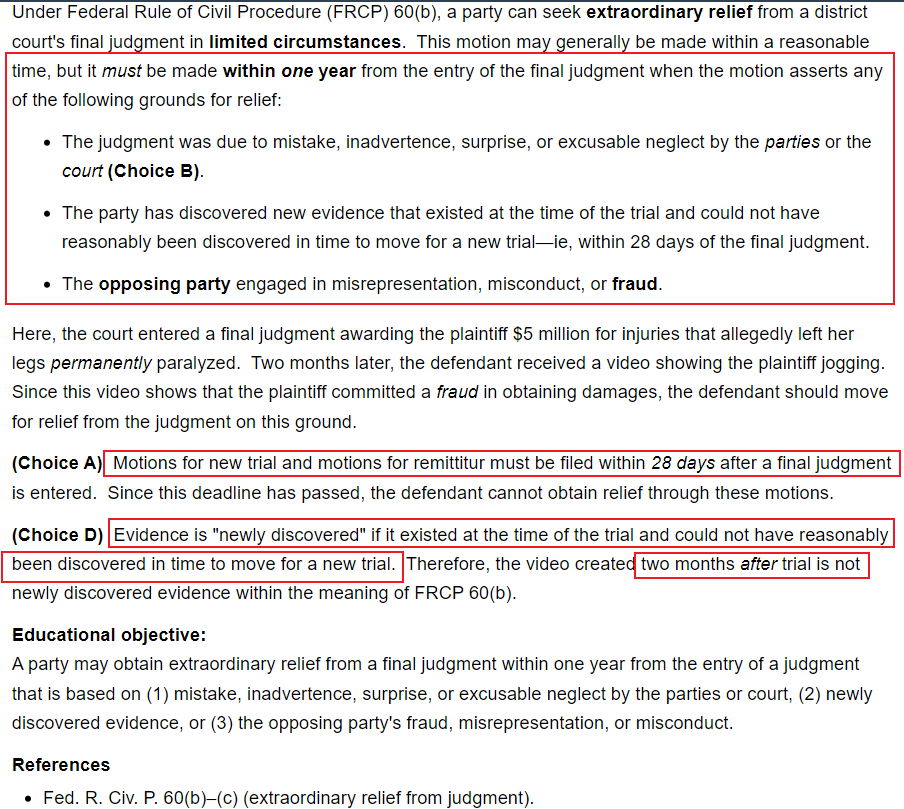 Under Federal Rule of Civil Procedure (FRCP) 60(b), a party can seek extraordinary relief from a district
court's final judgment in limited circumstances.  This motion may generally be made within a reasonable
time, but it must be made within one year from the entry of the final judgment when the motion asserts any
of the following grounds for relief:
• The judgment was due to mistake, inadvertence, surprise, or excusable neglect by the parties or the
court (Choice B).
• The party has discovered new evidence that existed at the time of the trial and could not have
reasonably been discovered in time to move for a new trial—ie, within 28 days of the final judgment.
• The opposing party engaged in misrepresentation, misconduct, or fraud.
Here, the court entered a final judgment awarding the plaintiff $5 million for injuries that allegedly left her
legs permanently paralyzed.  Two months later, the defendant received a video showing the plaintiff jogging.
Since this video shows that the plaintiff committed a fraud in obtaining damages, the defendant should move
for relief from the judgment on this ground.
(Choice A)  Motions for new trial and motions for remittitur must be filed within 28 days after a final judgment
is entered.  Since this deadline has passed, the defendant cannot obtain relief through these motions.
(Choice D)  Evidence is "newly discovered" if it existed at the time of the trial and could not have reasonably
been discovered in time to move for a new trial.  Therefore, the video created two months after trial is not
newly discovered evidence within the meaning of FRCP 60(b).
Educational objective:
A party may obtain extraordinary relief from a final judgment within one year from the entry of a judgment
that is based on (1) mistake, inadvertence, surprise, or excusable neglect by the parties or court, (2) newly
discovered evidence, or (3) the opposing party's fraud, misrepresentation, or misconduct.
References
• Fed. R. Civ. P. 60(b)–(c) (extraordinary relief from judgment).